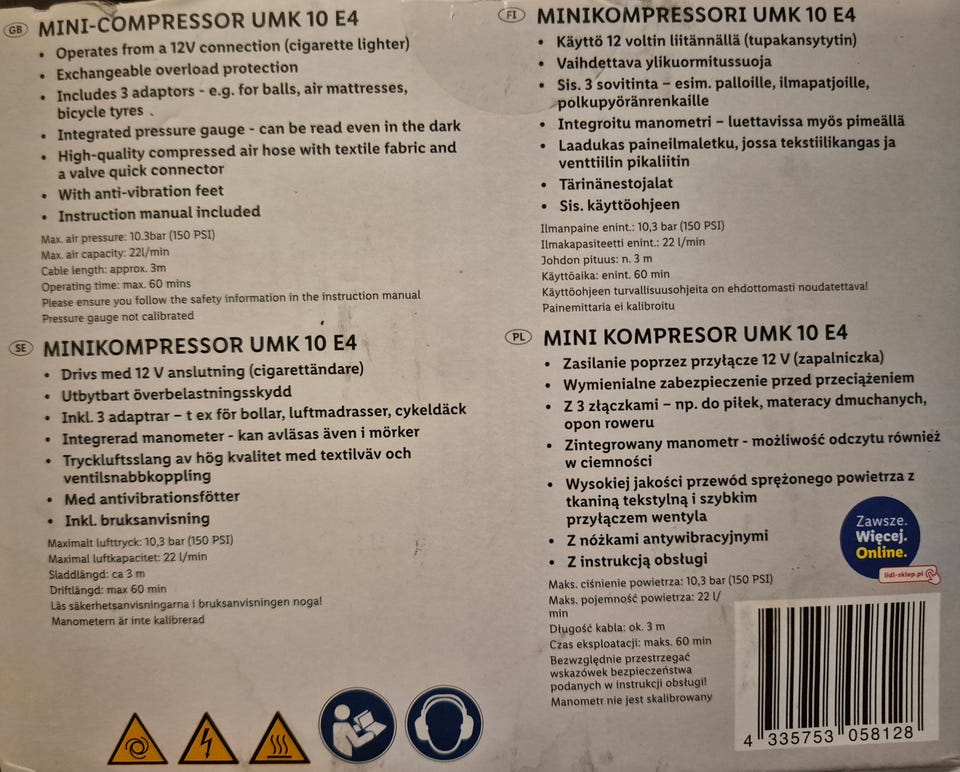 GB MINI-COMPRESSOR UMK 10 E4
• Operates from a 12V connection (cigarette lighter)
• Exchangeable overload protection
• Includes 3 adaptors - e.g. for balls, air mattresses,
bicycle tyres
• Integrated pressure gauge - can be read even in the dark
• High-quality compressed air hose with textile fabric and
a valve quick connector
• With anti-vibration feet
• Instruction manual included
Max. air pressure: 10.3bar (150 PSI)
Max. air capacity: 22l/min
Cable length: approx. 3m
Operating time: max. 60 mins
Please ensure you follow the safety information in the instruction manual
Pressure gauge not calibrated
SE MINIKOMPRESSOR UMK 10 E4
• Drivs med 12 V anslutning (cigarettändare)
• Utbytbart överbelastningsskydd
• Inkl. 3 adaptrar – t ex för bollar, luftmadrasser, cykeldäck
• Integrerad manometer - kan avläsas även i mörker
• Tryckluftsslang av hög kvalitet med textilväv och
ventilsnabbkoppling
• Med antivibrationsfötter
• Inkl. bruksanvisning
Maximalt lufttryck: 10,3 bar (150 PSI)
Maximal luftkapacitet: 22 l/min
Sladdlängd: ca 3 m
Driftlängd: max 60 min
Läs säkerhetsanvisningarna i bruksanvisningen noga!
Manometern är inte kalibrerad
FI MINIKOMPRESSORI UMK 10 E4
• Käyttö 12 voltin liitännällä (tupakansytytin)
• Vaihdettava ylikuormitussuoja
• Sis. 3 sovitinta – esim. palloille, ilmapatjoille,
polkupyöränrenkaille
• Integroitu manometri – luettavissa myös pimeällä
• Laadukas paineilmaletku, jossa tekstiilikangas ja
venttiilin pikaliitin
• Tärinänestojalat
• Sis. käyttöohjeen
Ilmanpaine enint.: 10,3 bar (150 PSI)
Ilmakapasiteetti enint.: 22 l/min
Johdon pituus: n. 3 m
Käyttöaika: enint. 60 min
Käyttöohjeen turvallisuusohjeita on ehdottomasti noudatettava!
Painemittaria ei kalibroitu
PL MINI KOMPRESOR UMK 10 E4
• Zasilanie poprzez przyłącze 12 V (zapalniczka)
• Wymienialne zabezpieczenie przed przeciążeniem
• Z 3 złączkami – np. do piłek, materacy dmuchanych,
opon roweru
• Zintegrowany manometr - możliwość odczytu również
w ciemności
• Wysokiej jakości przewód sprężonego powietrza z
tkaniną tekstylną i szybkim
przyłączem wentyla
• Z nóżkami antywibracyjnymi
• Z instrukcją obsługi
Maks. ciśnienie powietrza: 10,3 bar (150 PSI)
Maks. pojemność powietrza: 22 l/
min
Długość kabla: ok. 3 m
Czas eksploatacji: maks. 60 min
Bezwzględnie przestrzegać
wskazówek bezpieczeństwa
podanych w instrukcji obsługi!
Manometr nie jest skalibrowany
Zawsze.
Więcej.
Online.
lidl-sklep.pl
4 335753 058128